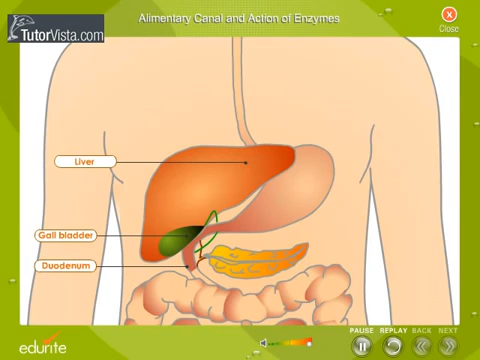 Alimentary Canal and Action of Enzymes
TutorVista.com
Close
Liver
Gall bladder
Duodenum
PAUSE REPLAY BACK NEXT
edurite